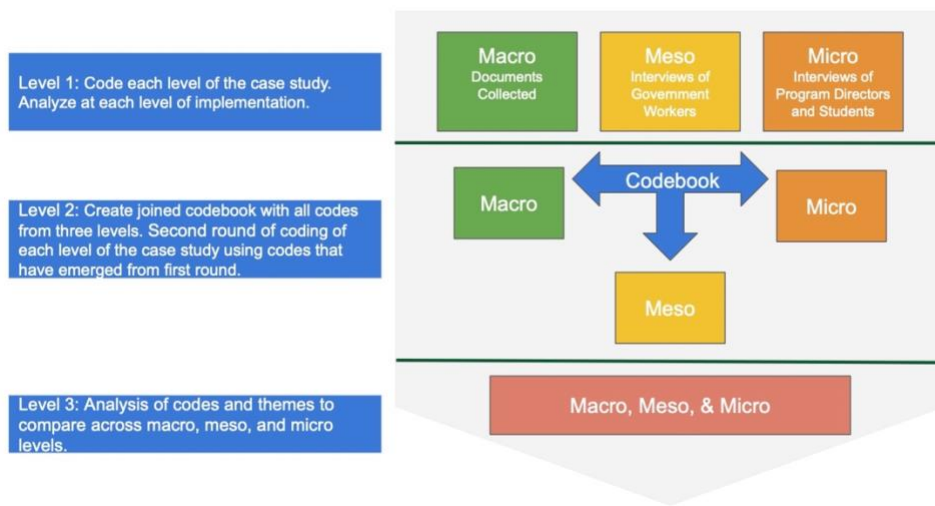 Level 1: Code each level of the case study.
Analyze at each level of implementation.
Macro
Documents
Collected
Meso
Interviews of
Government
Workers
Micro
Interviews of
Program Directors
and Students
Level 2: Create joined codebook with all codes
from three levels. Second round of coding of
each level of the case study using codes that
have emerged from first round.
Macro
Codebook
Micro
Meso
Level 3: Analysis of codes and themes to
compare across macro, meso, and micro
levels.
Macro, Meso, & Micro